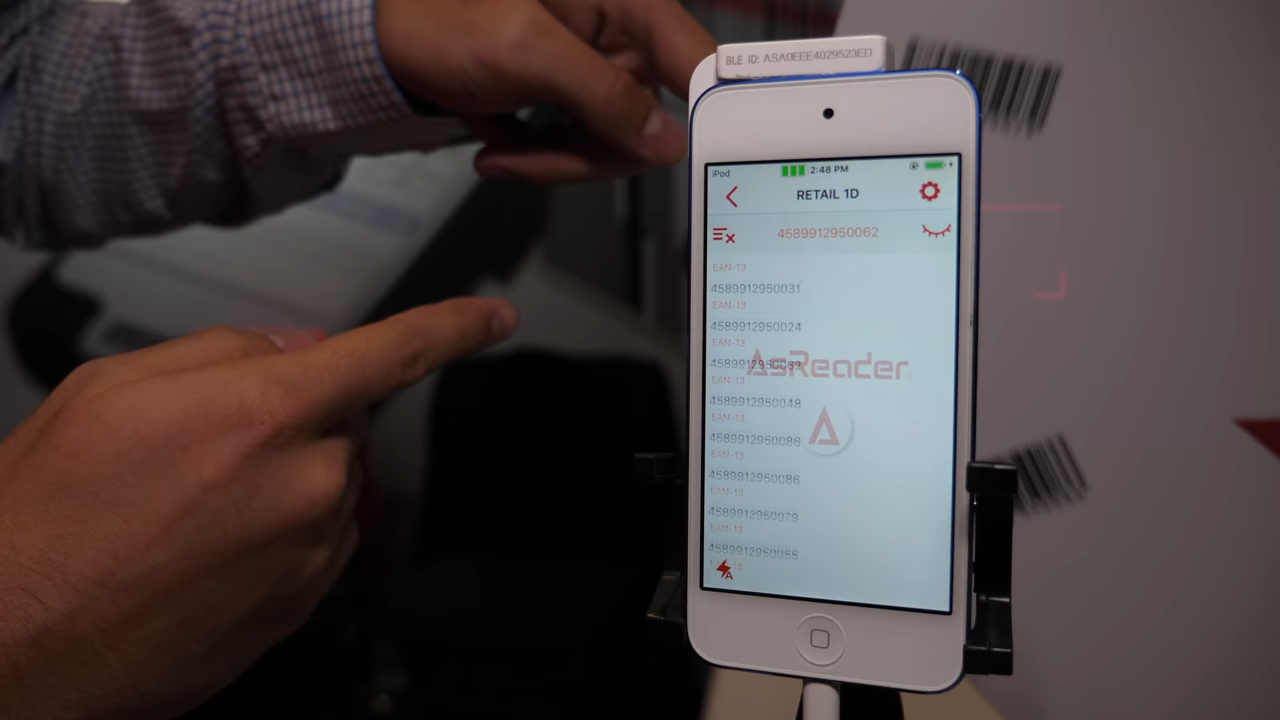 BLE ID: ASA0EEE4029523ED
iPod 2:48 PM
RETAIL 1D
4589912950062
EAN-13
4589912950031
EAN-13
4589912950024
EAN-13
AsReader
EAN-13
4589912950048
EAN-13
4589912950086
EAN-13
4589912950086
EAN-13
4589912950079
EAN-13
4589912950055